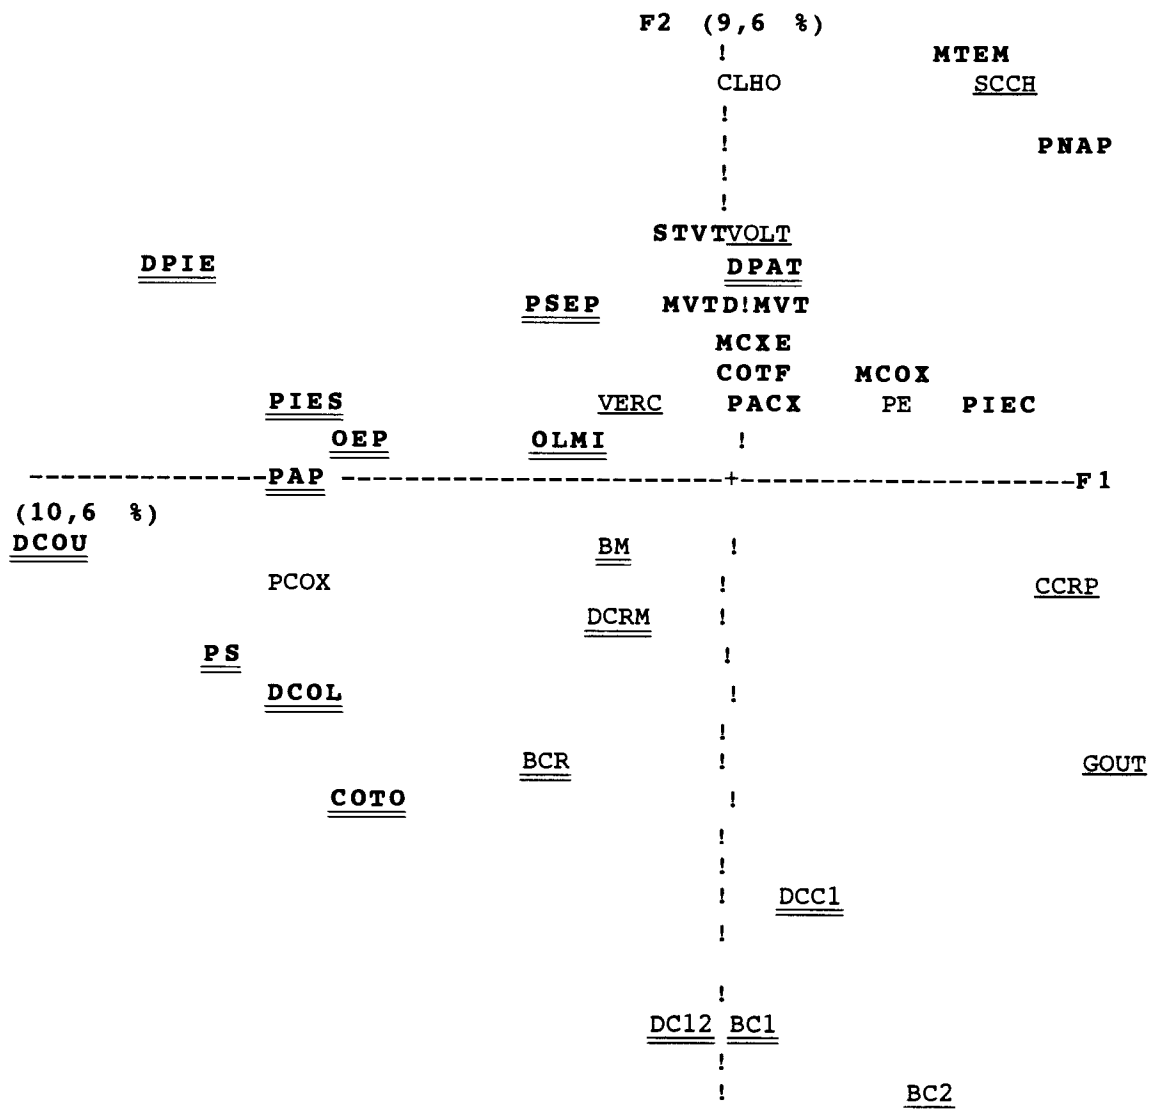 F2 (9,6 %)
! MTEM
CLHO SCCH
!
! PNAP
!
!
STVTVOLT
DPIE DPAT
PSEP MVTD!MVT
MCXE
COTF MCOX
PIES VERC PACX PE PIEC
OEP OLMI !
---------------PAP ------------------------+---------------------F1
(10,6 %)
DCOU BM !
PCOX ! CCRP
DCRM !
PS !
DCOL !
!
BCR ! GOUT
COTO !
!
!
! DCC1
!
!
DC12 BC1
!
! BC2